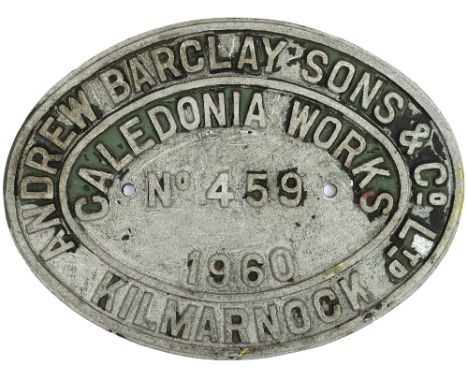 ANDREW BARCLAY SONS & Co LTD
CALEDONIA WORKS
No 459
1960
KILMARNOCK